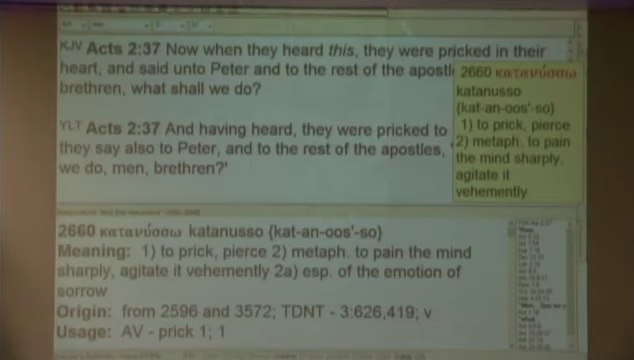 KJV Acts 2:37 Now when they heard this, they were pricked in their
heart, and said unto Peter and to the rest of the apostl
brethren, what shall we do?
YLT Acts 2:37 And having heard, they were pricked to
they say also to Peter, and to the rest of the apostles,
we do, men, brethren?'
2660 κατανύσσω
katanusso
{kat-an-oos'-so}
1) to prick, pierce
2) metaph. to pain
the mind sharply,
agitate it
vehemently
2660 κατανύσσω katanusso {kat-an-oos'-so}
Meaning: 1) to prick, pierce 2) metaph. to pain the mind
sharply, agitate it vehemently 2a) esp. of the emotion of
sorrow
Origin: from 2596 and 3572; TDNT - 3:626,419; v
Usage: AV - prick 1; 1